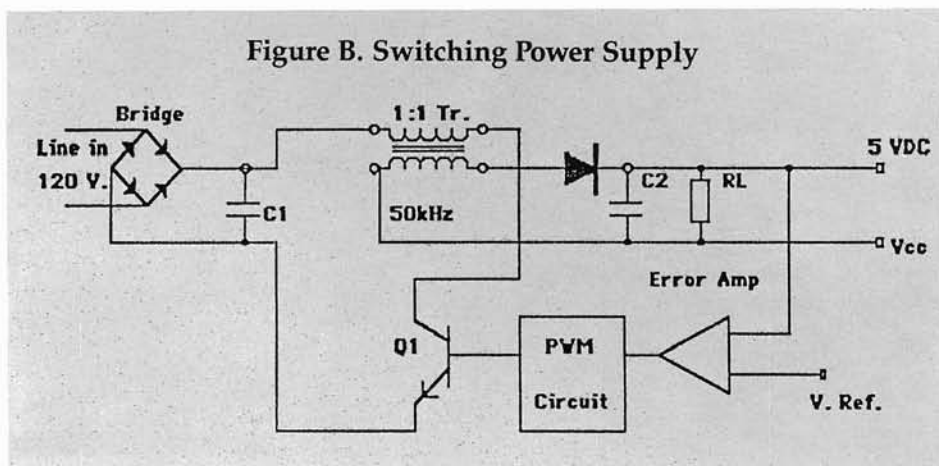 Figure B. Switching Power Supply
Bridge
1:1 Tr.
Line in
120 V.
5 VDC
C1
50kHz
C2
RL
Vcc
Error Amp
Q1
PWM
Circuit
V. Ref.